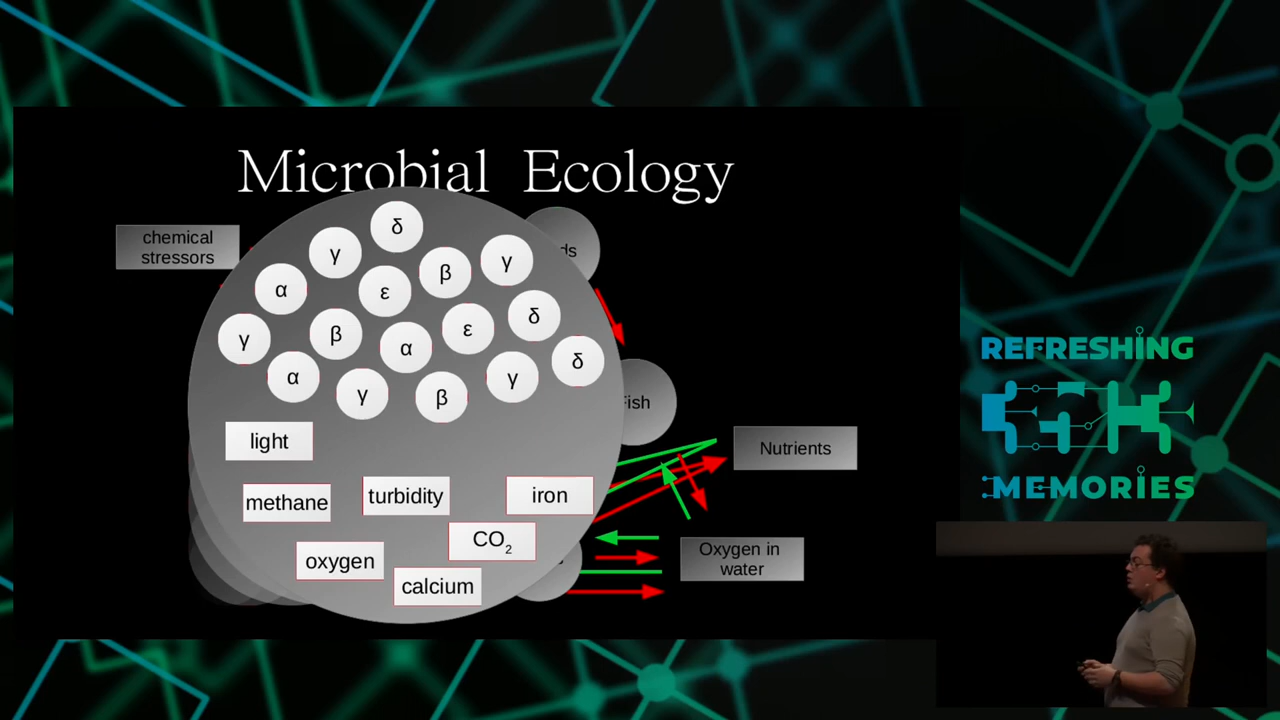 Microbial Ecology
chemical
stressors
δ
γ
β
γ
α
ε
δ
γ
β
α
ε
δ
α
γ
β
γ
light
methane
turbidity
iron
CO2
oxygen
calcium
Nutrients
Oxygen in
water
REFRESHING
MEMORIES